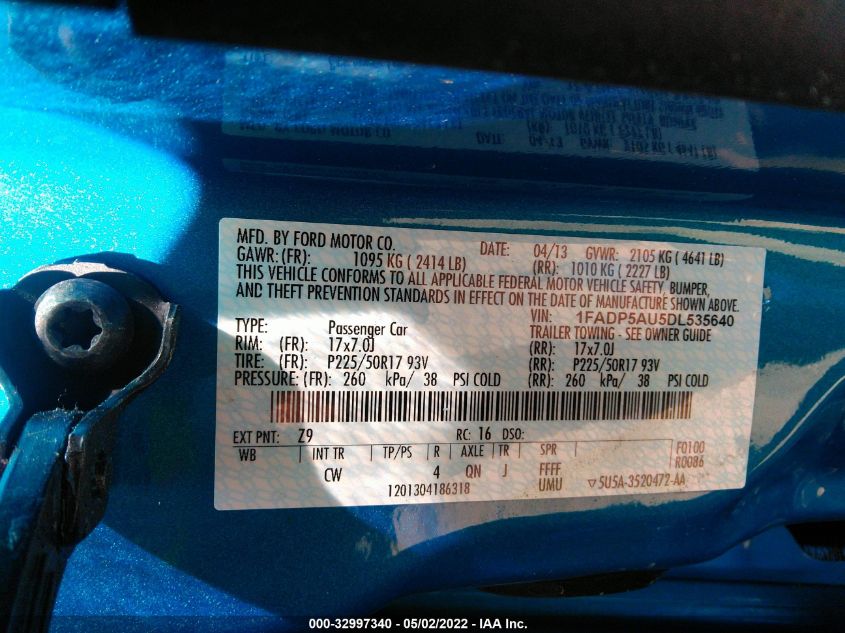 MFD. BY FORD MOTOR CO. DATE: 04/13 GVWR: 2105 KG ( 4641 LB)
GAWR: (FR): 1095 KG ( 2414 LB) (RR): 1010 KG ( 2227 LB)
THIS VEHICLE CONFORMS TO ALL APPLICABLE FEDERAL MOTOR VEHICLE SAFETY, BUMPER,
AND THEFT PREVENTION STANDARDS IN EFFECT ON THE DATE OF MANUFACTURE SHOWN ABOVE.
VIN: 1FADP5AU5DL535640
TYPE: Passenger Car TRAILER TOWING - SEE OWNER GUIDE
RIM: (FR): 17x7.0J (RR): 17x7.0J
TIRE: (FR): P225/50R17 93V (RR): P225/50R17 93V
PRESSURE: (FR): 260 kPa/ 38 PSI COLD (RR): 260 kPa/ 38 PSI COLD
EXT PNT: Z9 RC: 16 DSO: F0100
WB INT TR TP/PS R AXLE TR SPR R0086
CW 4 QN J FFFF
1201304186318 UMU ▽5U5A-3520472-AA
000-32997340 - 05/02/2022 - IAA Inc.